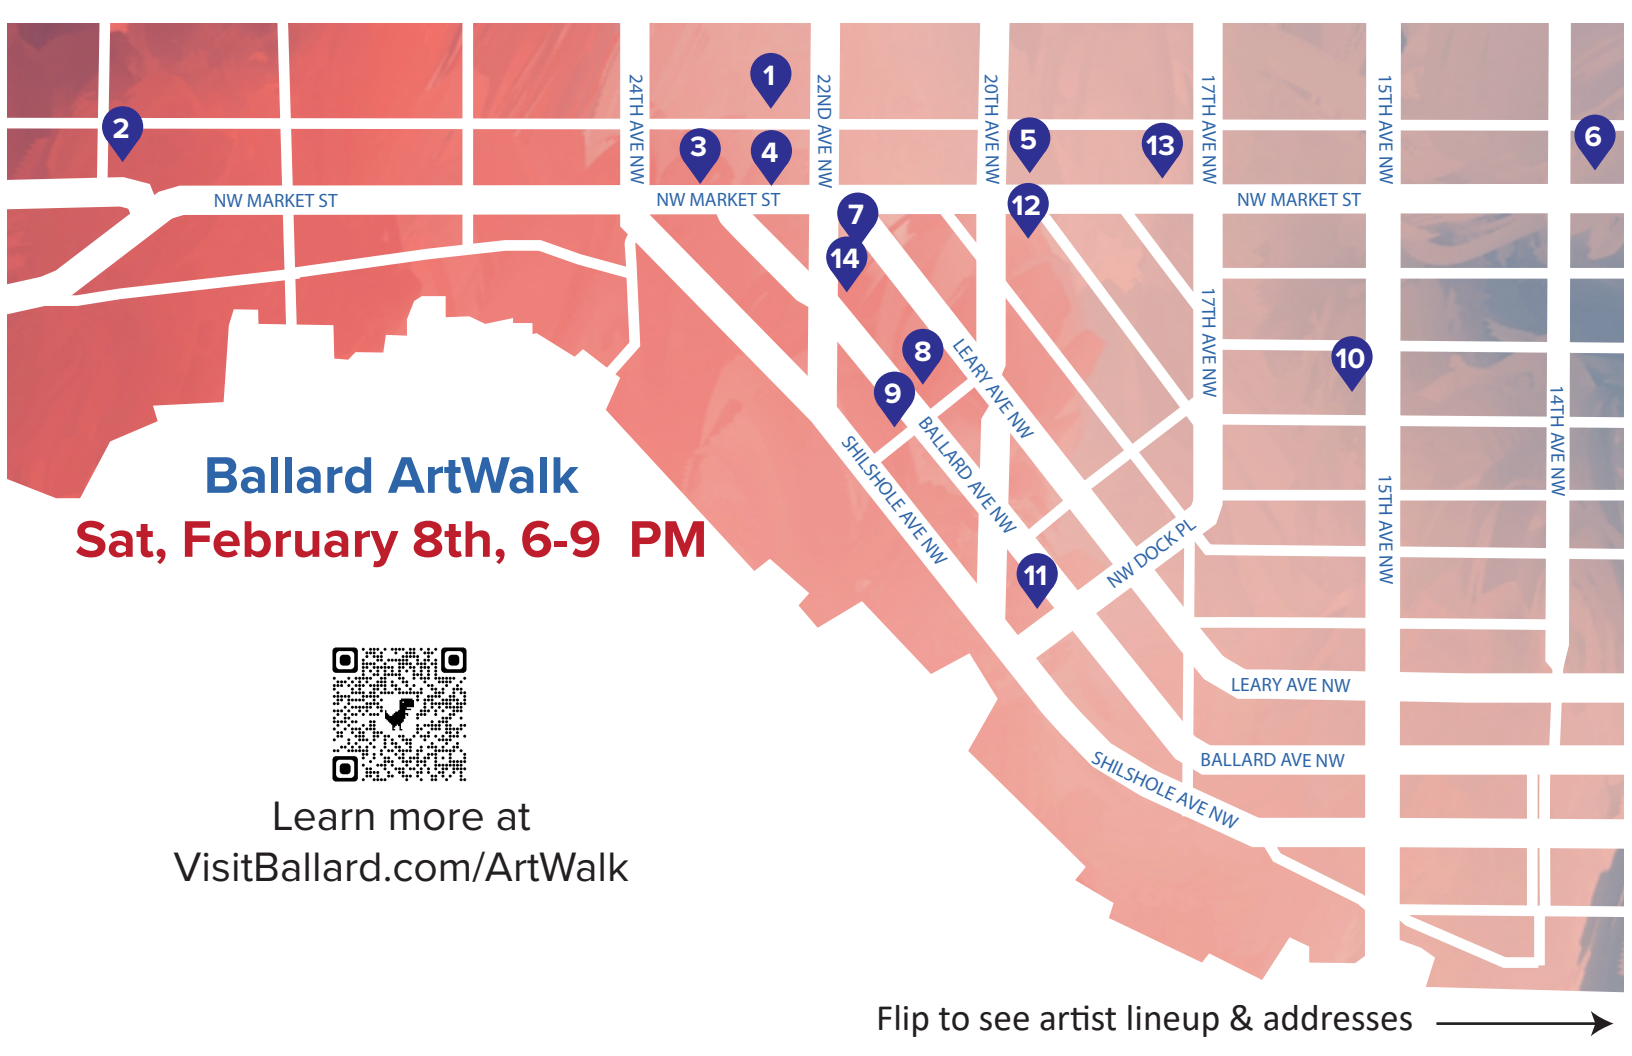 1
2
3
4
5
13
6
24TH AVE NW
22ND AVE NW
20TH AVE NW
17TH AVE NW
15TH AVE NW
NW MARKET ST
NW MARKET ST
NW MARKET ST
7
12
14
17TH AVE NW
8
LEARY AVE NW
10
9
14TH AVE NW
BALLARD AVE NW
SHILSHOLE AVE NW
15TH AVE NW
Ballard ArtWalk
Sat, February 8th, 6-9 PM
11
NW DOCK PL
LEARY AVE NW
BALLARD AVE NW
SHILSHOLE AVE NW
Learn more at
VisitBallard.com/ArtWalk
Flip to see artist lineup & addresses